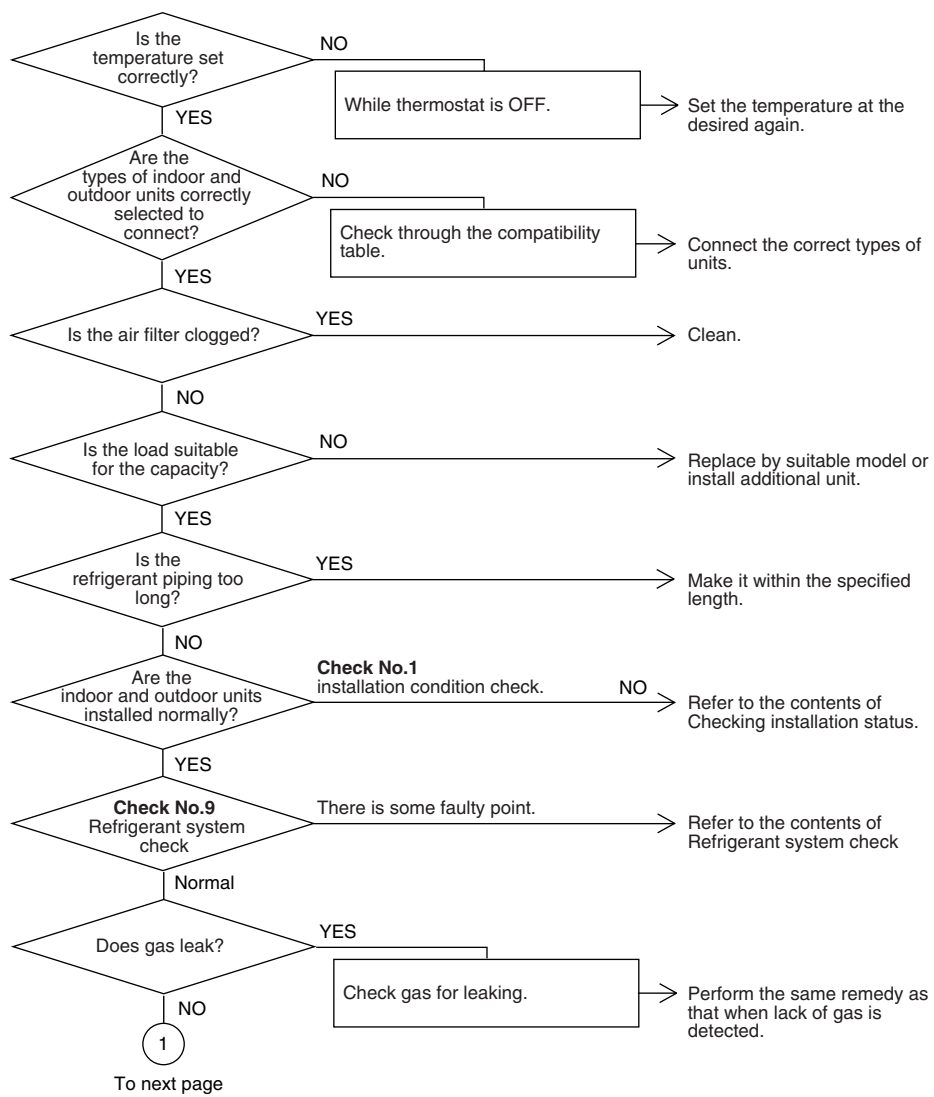 Is the
temperature set
correctly?
NO
While thermostat is OFF.
Set the temperature at the
desired again.
YES
Are the
types of indoor and
outdoor units correctly
selected to
connect?
NO
Check through the compatibility
table.
Connect the correct types of
units.
YES
Is the air filter clogged?
YES
Clean.
NO
Is the load suitable
for the capacity?
NO
Replace by suitable model or
install additional unit.
YES
Is the
refrigerant piping too
long?
YES
Make it within the specified
length.
NO
Are the
indoor and outdoor units
installed normally?
Check No.1
installation condition check.
NO
Refer to the contents of
Checking installation status.
YES
Check No.9
Refrigerant system
check
There is some faulty point.
Refer to the contents of
Refrigerant system check
Normal
Does gas leak?
YES
Check gas for leaking.
Perform the same remedy as
that when lack of gas is
detected.
NO
1
To next page